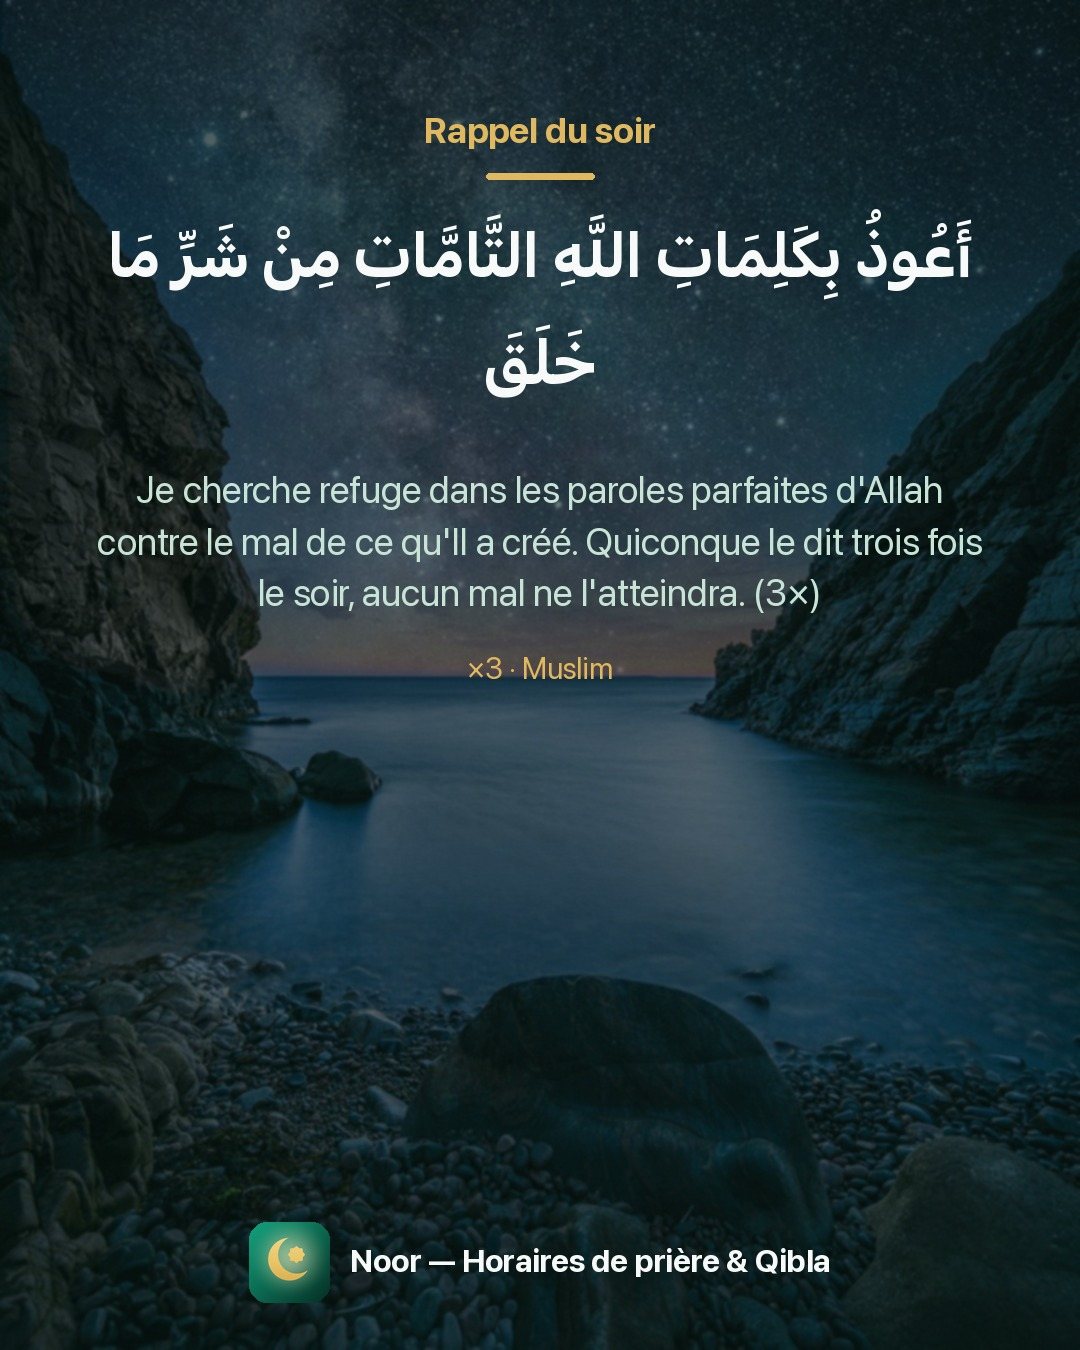 Rappel du soir
أَعُوذُ بِكَلِمَاتِ اللَّهِ التَّامَّاتِ مِنْ شَرِّ مَا
خَلَقَ
Je cherche refuge dans les paroles parfaites d'Allah
contre le mal de ce qu'Il a créé. Quiconque le dit trois fois
le soir, aucun mal ne l'atteindra. (3×)
×3 · Muslim
Noor — Horaires de prière & Qibla